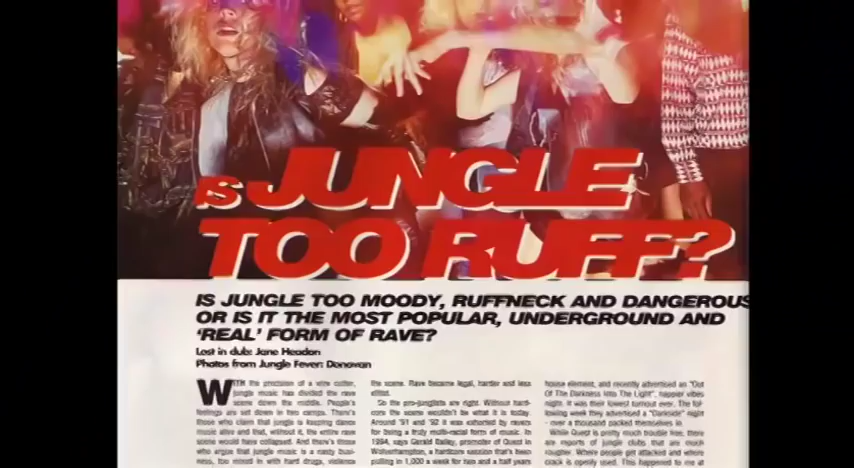 IS JUNGLE
TOO RUFF?
IS JUNGLE TOO MOODY, RUFFNECK AND DANGEROUS
OR IS IT THE MOST POPULAR, UNDERGROUND AND
'REAL' FORM OF RAVE?
Lost in dub: Jane Headon
Photos from Jungle Fever: Donovan
WITH the precision of a wire cutter,
jungle music has divided the rave
scene down the middle. People's
feelings are set down in two camps. There's
those who claim that jungle is keeping dance
music alive and that, without it, the entire rave
scene would have collapsed. And there's those
who argue that jungle music is a nasty busi-
ness, too mixed in with hard drugs, violence
the scene. Rave became legal, harder and less
elitist.
So the pro-junglists are right. Without hard-
core the scene wouldn't be what it is today.
Around '91 and '92 it was exhorted by ravers
for being a truly multi-racial form of music. In
1994, says Gerald Bailey, promoter of Quest in
Wolverhampton, a hardcore session that's been
pulling in 1,000 a week for two and a half years
house element, and recently advertised an "Out
Of The Darkness Into The Light", happier vibes
night. It was their lowest turnout ever. The fol-
lowing week they advertised a "Darkside" night
- over a thousand packed themselves in
While Quest is pretty much trouble free, there
are reports of jungle clubs that are much
rougher. Where people get attacked and where
crack is openly used. This happened to me at